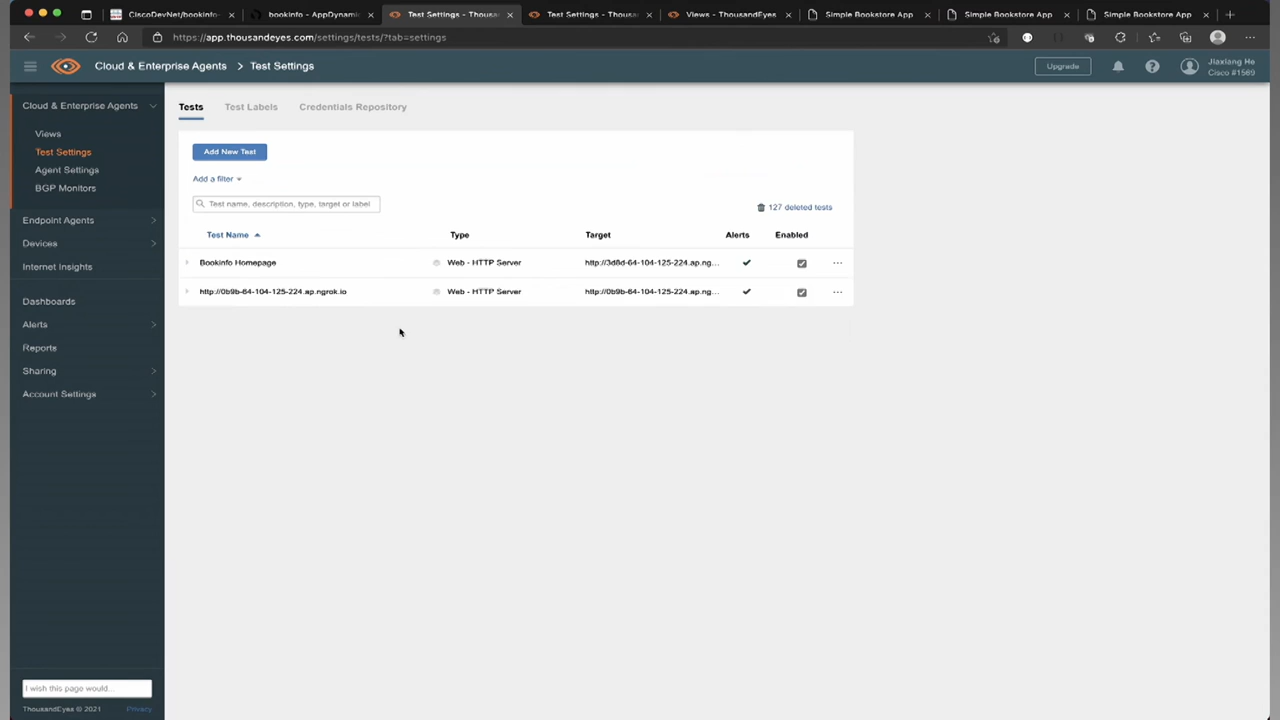 CiscoDevNet/bookinfo-
bookinfo - AppDynamic
Test Settings - Thousan
Test Settings - Thousan
Views - ThousandEyes
Simple Bookstore App
Simple Bookstore App
Simple Bookstore App
https://app.thousandeyes.com/settings/tests/?tab=settings
Cloud & Enterprise Agents > Test Settings
Upgrade
Jiaxiang He
Cisco #1569
Cloud & Enterprise Agents
Views
Test Settings
Agent Settings
BGP Monitors
Endpoint Agents
Devices
Internet Insights
Dashboards
Alerts
Reports
Sharing
Account Settings
I wish this page would...
ThousandEyes © 2021 Privacy
Tests Test Labels Credentials Repository
Add New Test
Add a filter
Test name, description, type, target or label
127 deleted tests
Test Name Type Target Alerts Enabled
Bookinfo Homepage Web - HTTP Server http://3d8d-64-104-125-224.ap.ng...
http://0b9b-64-104-125-224.ap.ngrok.io Web - HTTP Server http://0b9b-64-104-125-224.ap.ng...